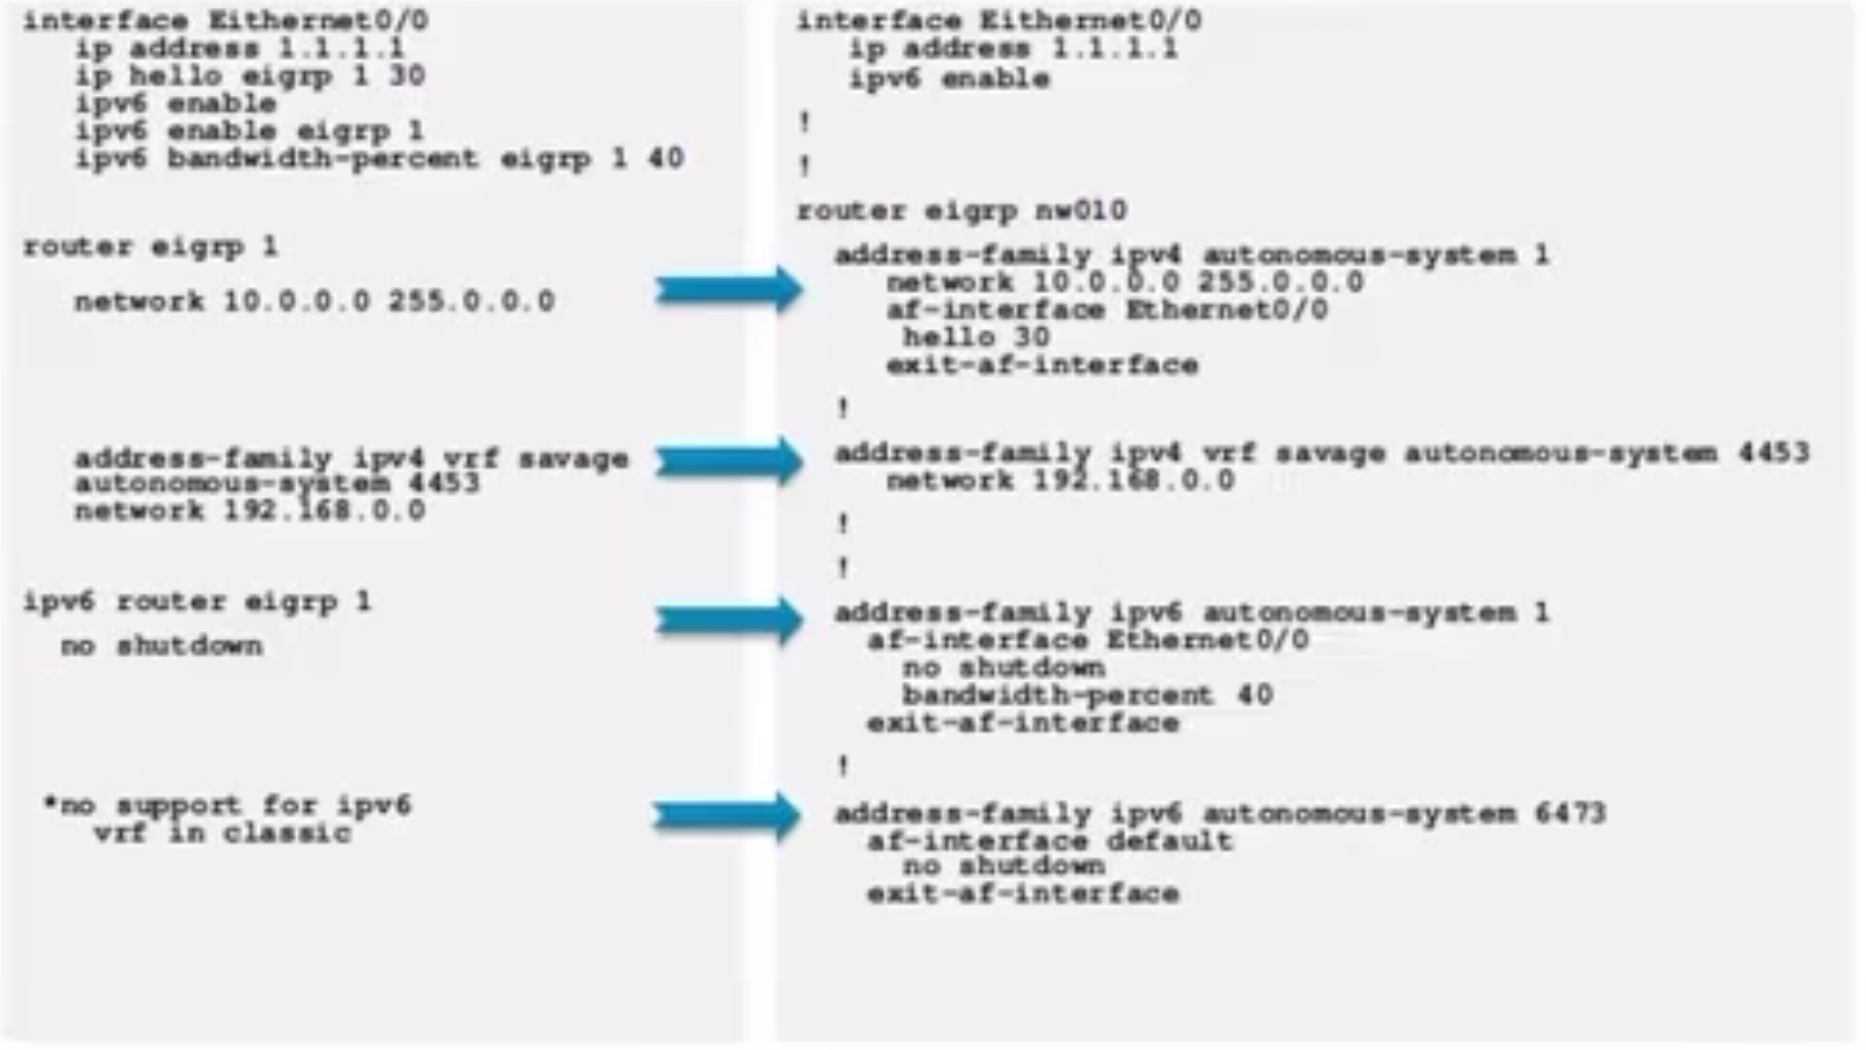 interface Eithernet0/0
ip address 1.1.1.1
ip hello eigrp 1 30
ipv6 enable
ipv6 enable eigrp 1
ipv6 bandwidth-percent eigrp 1 40
router eigrp 1
network 10.0.0.0 255.0.0.0
address-family ipv4 vrf savage
autonomous-system 4453
network 192.168.0.0
ipv6 router eigrp 1
no shutdown
*no support for ipv6
vrf in classic
interface Eithernet0/0
ip address 1.1.1.1
ipv6 enable
!
!
router eigrp nw010
address-family ipv4 autonomous-system 1
network 10.0.0.0 255.0.0.0
af-interface Ethernet0/0
hello 30
exit-af-interface
!
address-family ipv4 vrf savage autonomous-system 4453
network 192.168.0.0
!
!
address-family ipv6 autonomous-system 1
af-interface Ethernet0/0
no shutdown
bandwidth-percent 40
exit-af-interface
!
address-family ipv6 autonomous-system 6473
af-interface default
no shutdown
exit-af-interface